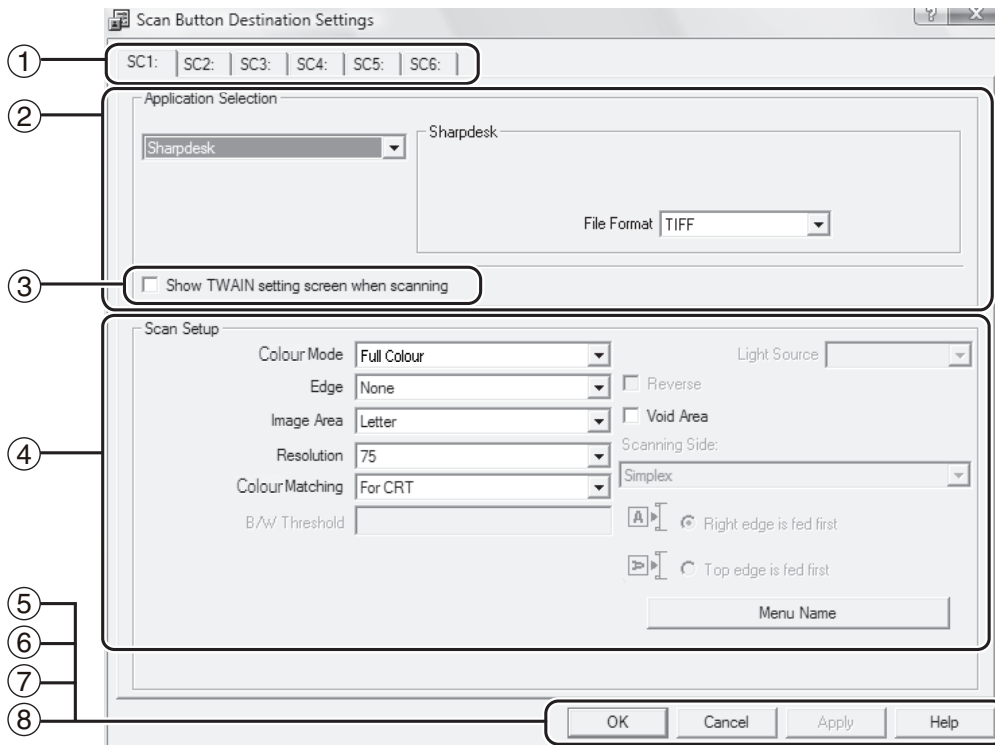 Scan Button Destination Settings
? X
① SC1: SC2: SC3: SC4: SC5: SC6:
② Application Selection
Sharpdesk
Sharpdesk
File Format TIFF
③ Show TWAIN setting screen when scanning
Scan Setup
Colour Mode Full Colour Light Source
Edge None Reverse
Image Area Letter Void Area
④ Resolution 75 Scanning Side:
Colour Matching For CRT Simplex
B/W Threshold A Right edge is fed first
A Top edge is fed first
⑤ Menu Name
⑥
⑦
⑧ OK Cancel Apply Help